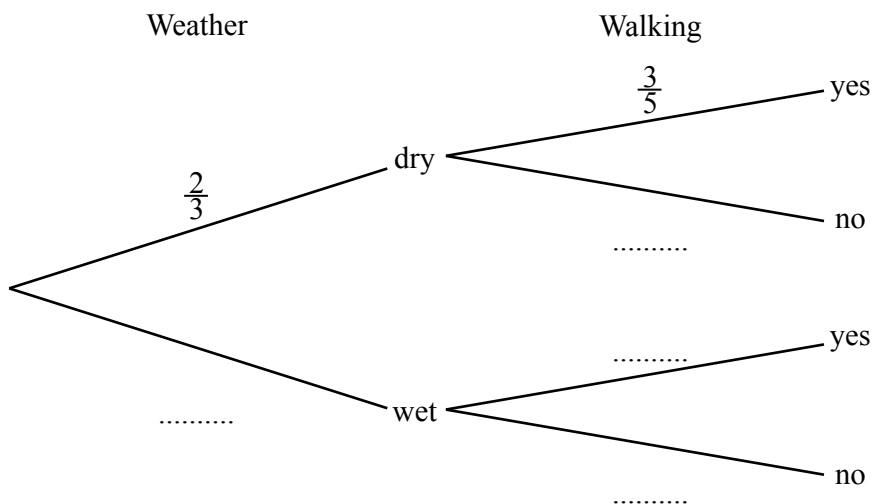 Weather Walking
3/5
yes
dry
2/3
no
..........
yes
..........
wet
..........
no
..........